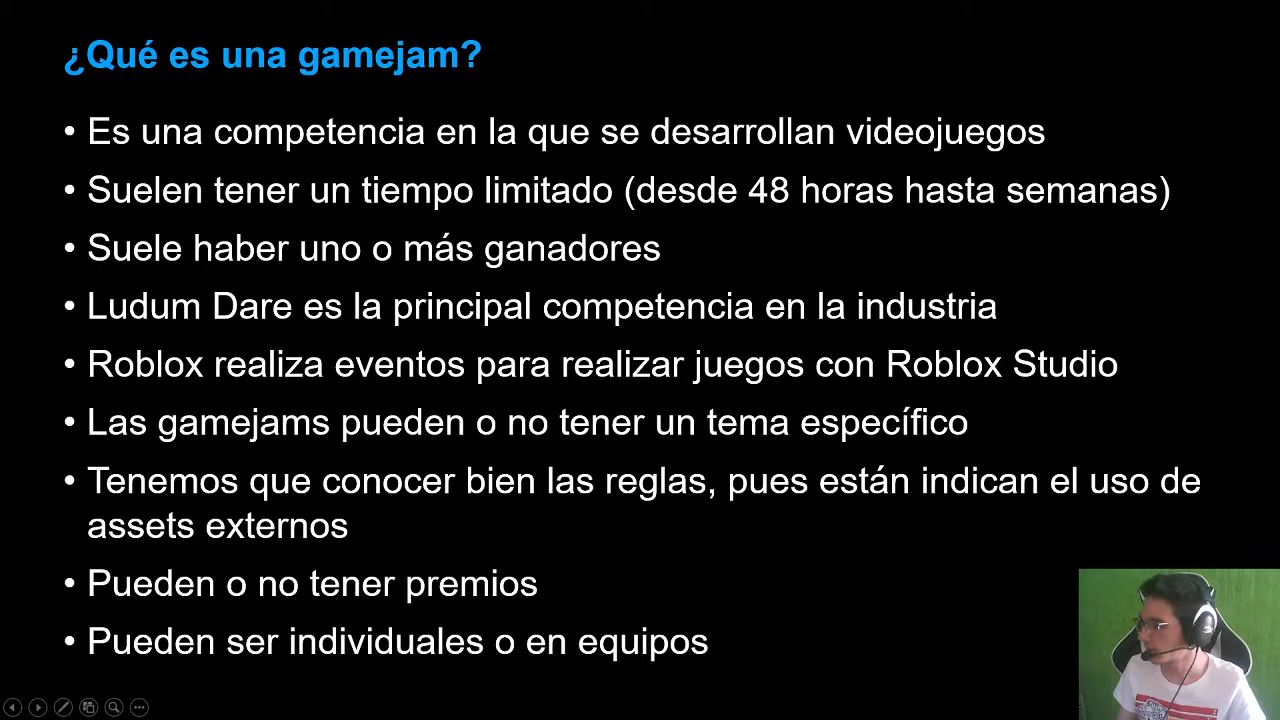 ¿Qué es una gamejam?
• Es una competencia en la que se desarrollan videojuegos
• Suelen tener un tiempo limitado (desde 48 horas hasta semanas)
• Suele haber uno o más ganadores
• Ludum Dare es la principal competencia en la industria
• Roblox realiza eventos para realizar juegos con Roblox Studio
• Las gamejams pueden o no tener un tema específico
• Tenemos que conocer bien las reglas, pues están indican el uso de
assets externos
• Pueden o no tener premios
• Pueden ser individuales o en equipos